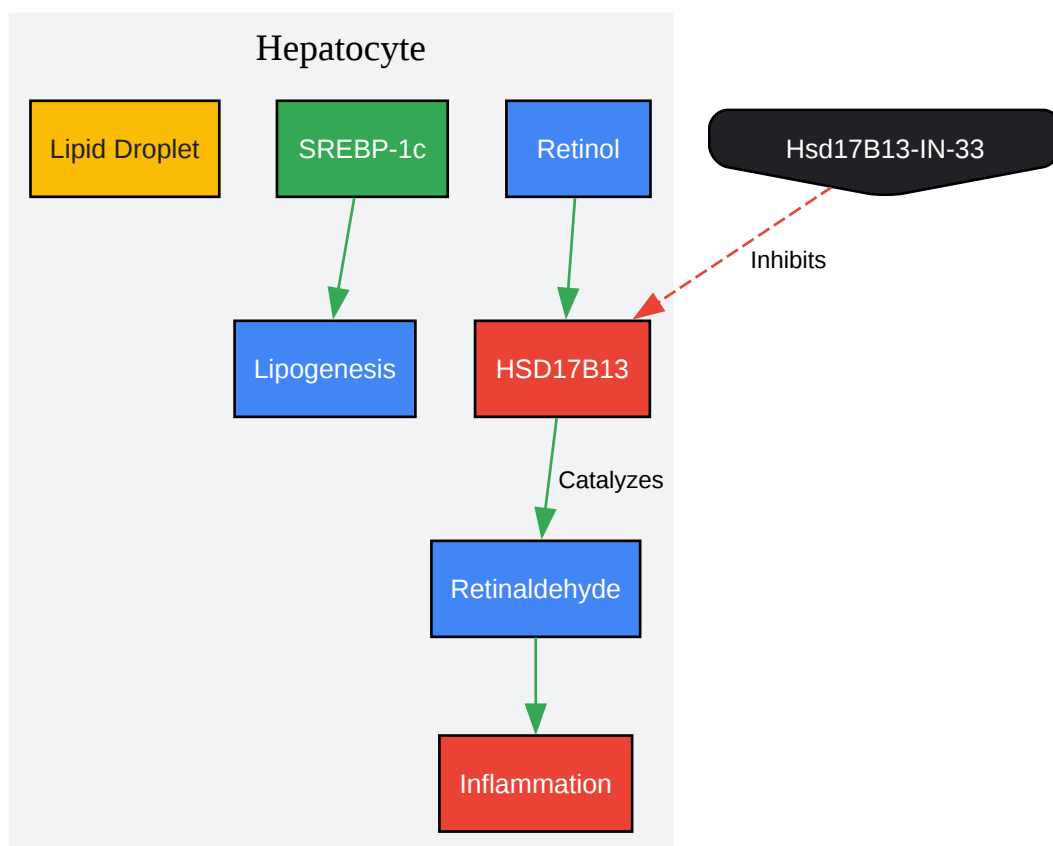 Hepatocyte
Lipid Droplet
SREBP-1c
Retinol
Hsd17B13-IN-33
Inhibits
Lipogenesis
HSD17B13
Catalyzes
Retinaldehyde
Inflammation